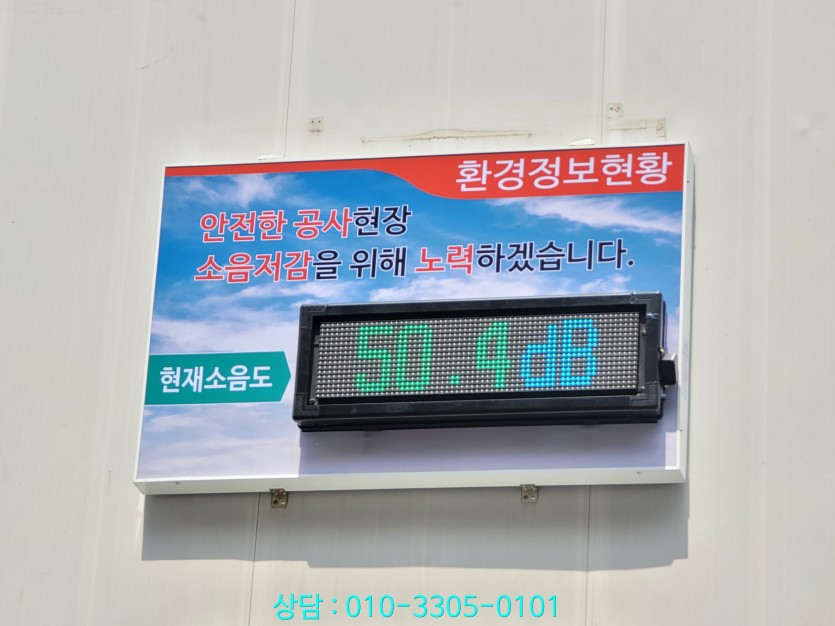 환경정보현황
안전한 공사현장
소음저감을 위해 노력하겠습니다.
현재소음도
50.4dB
상담 : 010-3305-0101